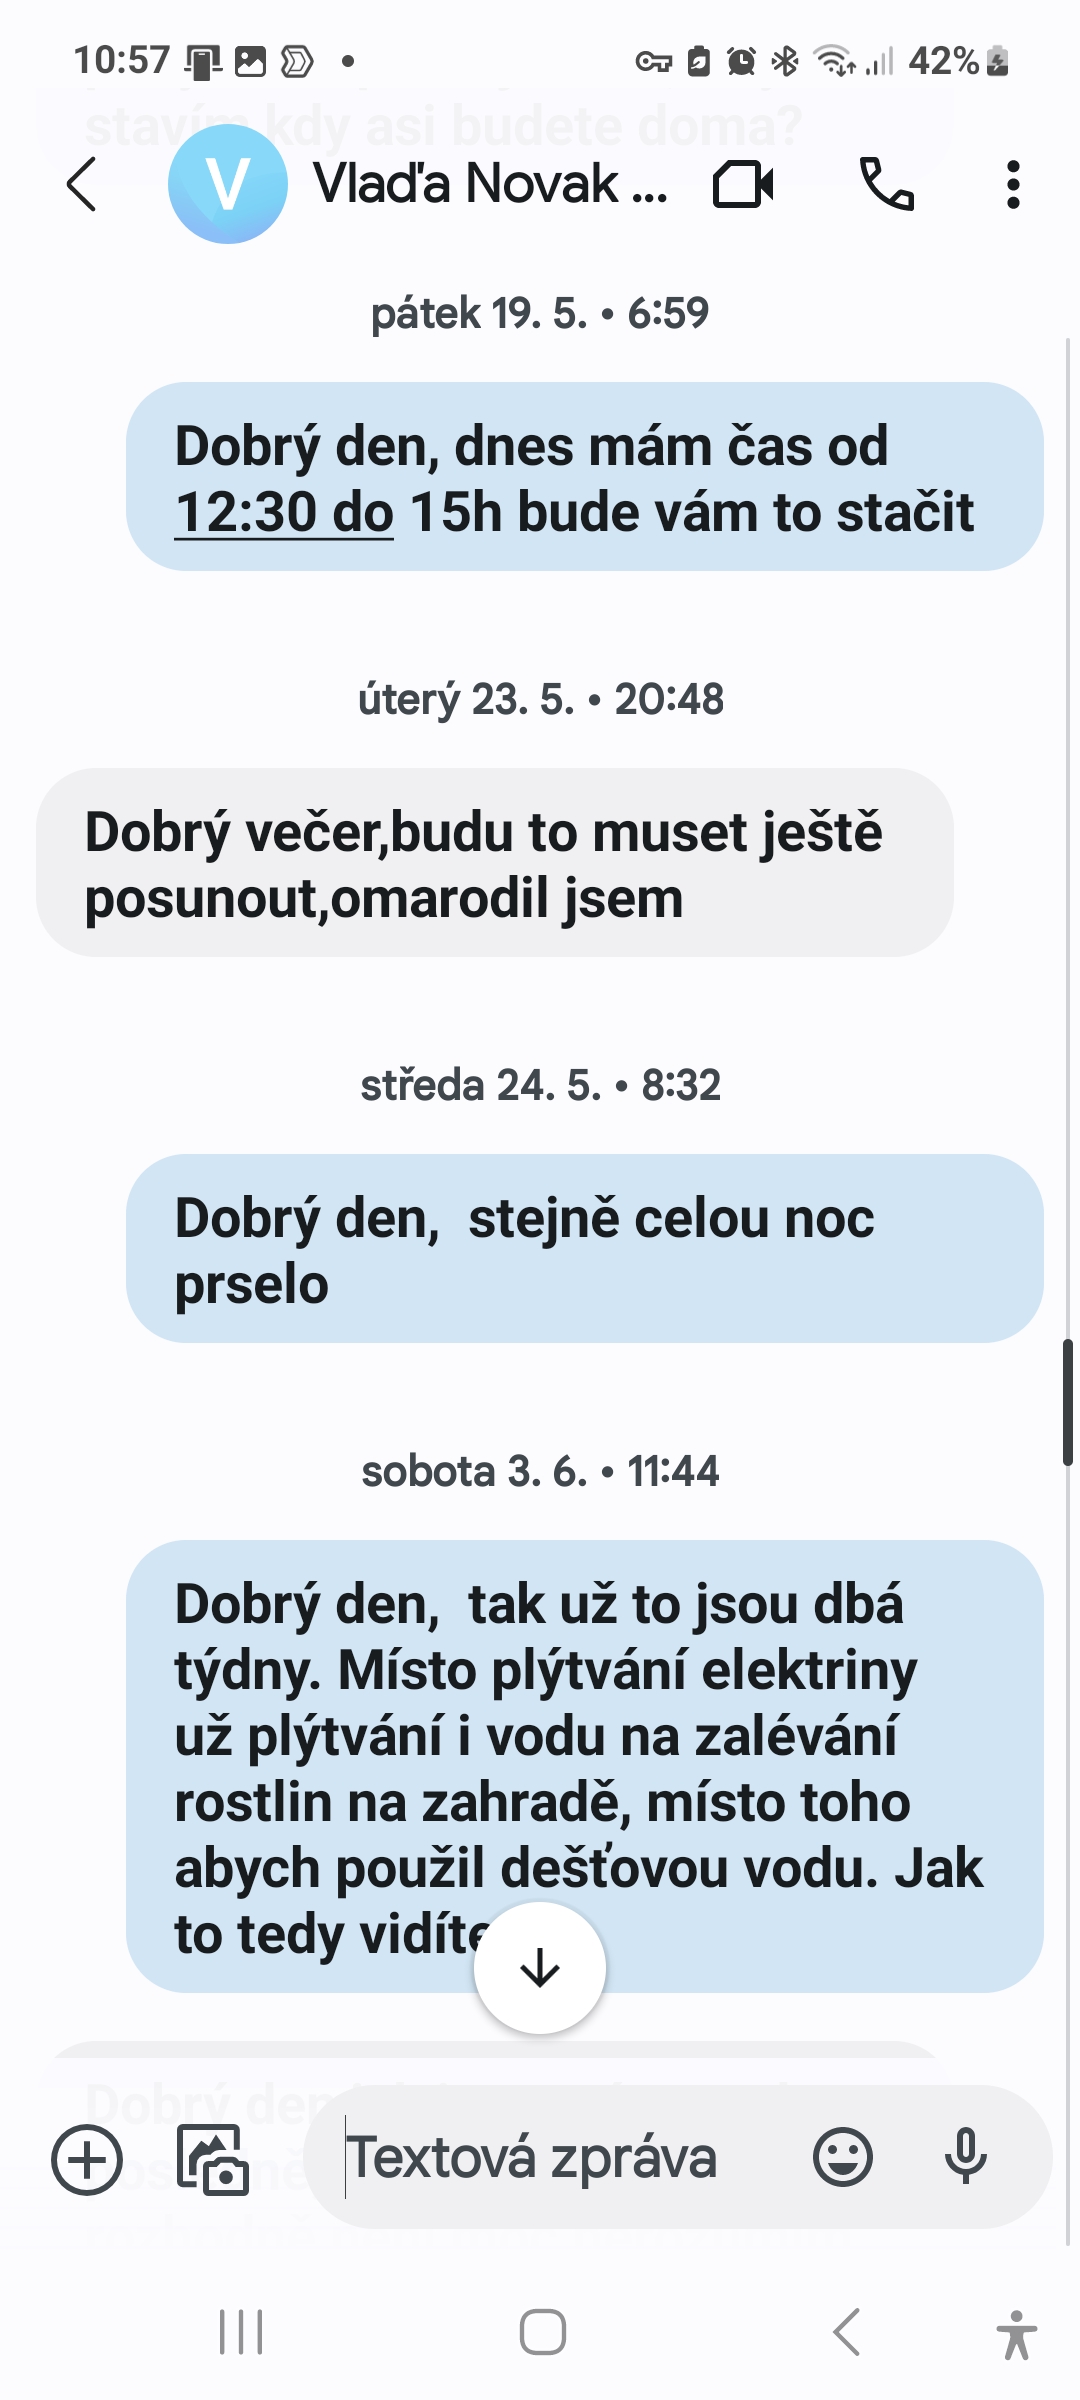 10:57
42%
stavím kdy asi budete doma?
V
Vlaďa Novak ...
pátek 19. 5. • 6:59
Dobrý den, dnes mám čas od
12:30 do 15h bude vám to stačit
úterý 23. 5. • 20:48
Dobrý večer,budu to muset ještě
posunout,omarodil jsem
středa 24. 5. • 8:32
Dobrý den,  stejně celou noc
prselo
sobota 3. 6. • 11:44
Dobrý den,  tak už to jsou dbá
týdny. Místo plýtvání elektriny
už plýtvání i vodu na zalévání
rostlin na zahradě, místo toho
abych použil dešťovou vodu. Jak
to tedy vidíte
Dobrý den
Textová zpráva